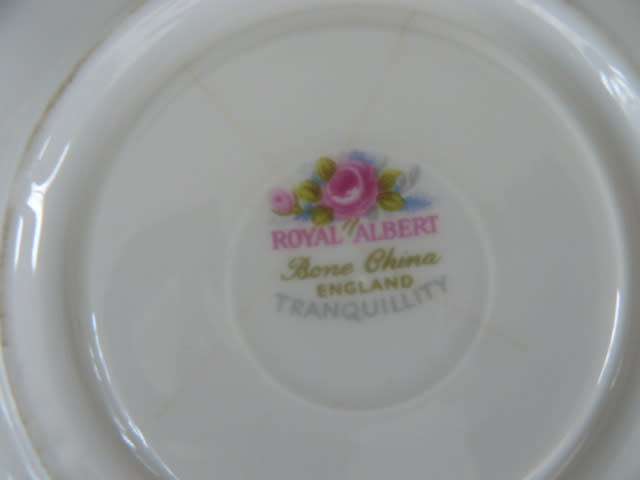 ROYAL ALBERT
Bone China
ENGLAND
TRANQUILLITY